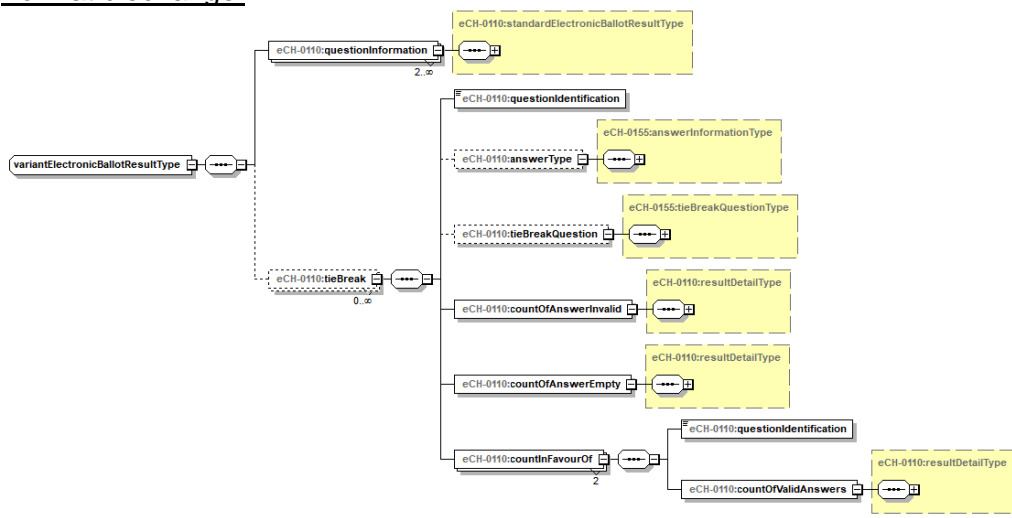 eCH-0110:standardElectronicBallotResultType
eCH-0110:questionInformation
2..∞
eCH-0110:questionIdentification
eCH-0155:answerInformationType
eCH-0110:answerType
variantElectronicBallotResultType
eCH-0155:tieBreakQuestionType
eCH-0110:tieBreakQuestion
eCH-0110:tieBreak
0..∞
eCH-0110:resultDetailType
eCH-0110:countOfAnswerInvalid
eCH-0110:resultDetailType
eCH-0110:countOfAnswerEmpty
eCH-0110:questionIdentification
eCH-0110:countInFavourOf
2
eCH-0110:resultDetailType
eCH-0110:countOfValidAnswers